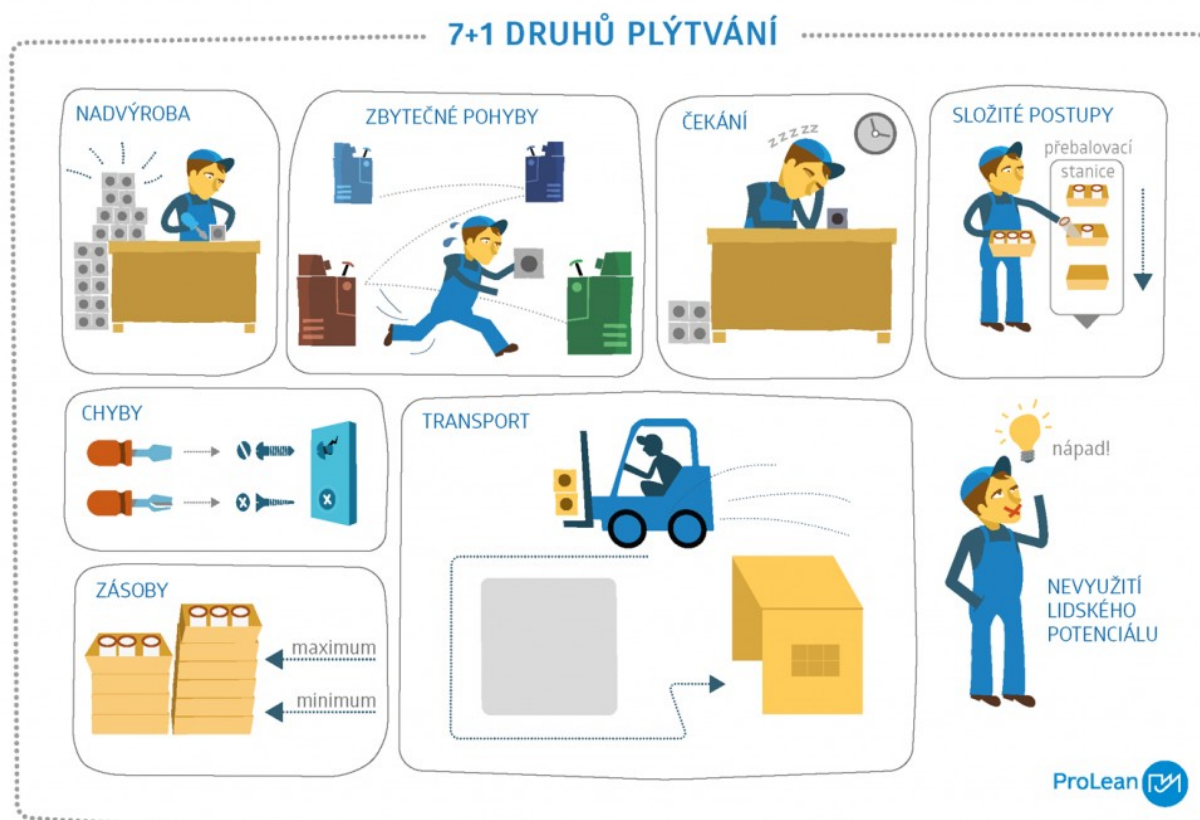 7+1 DRUHŮ PLÝTVÁNÍ
NADVÝROBA
ZBYTEČNÉ POHYBY
ČEKÁNÍ
zzzzz
SLOŽITÉ POSTUPY
přebalovací
stanice
CHYBY
TRANSPORT
nápad!
NEVYUŽITÍ
LIDSKÉHO
POTENCIÁLU
ZÁSOBY
maximum
minimum
ProLean